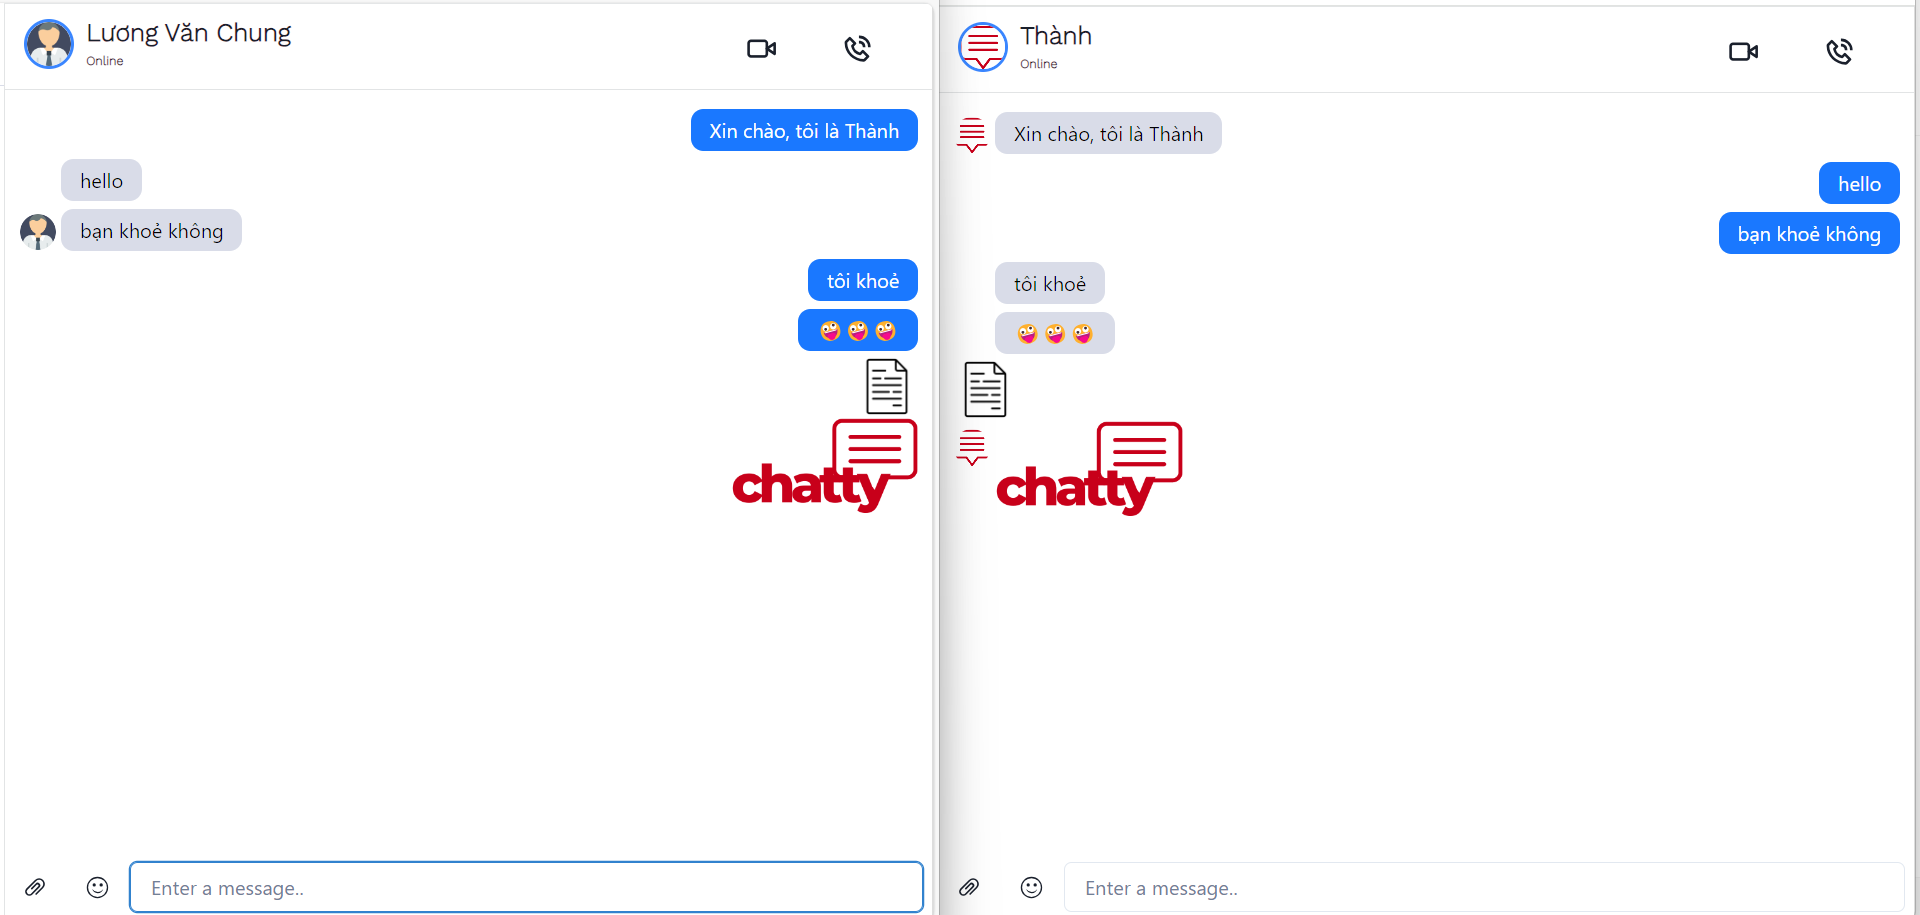 Lương Văn Chung
Online
Xin chào, tôi là Thành
hello
bạn khoẻ không
tôi khoẻ
🤪 🤪 🤪
chatty
Enter a message..
Thành
Online
Xin chào, tôi là Thành
hello
bạn khoẻ không
tôi khoẻ
🤪 🤪 🤪
chatty
Enter a message..